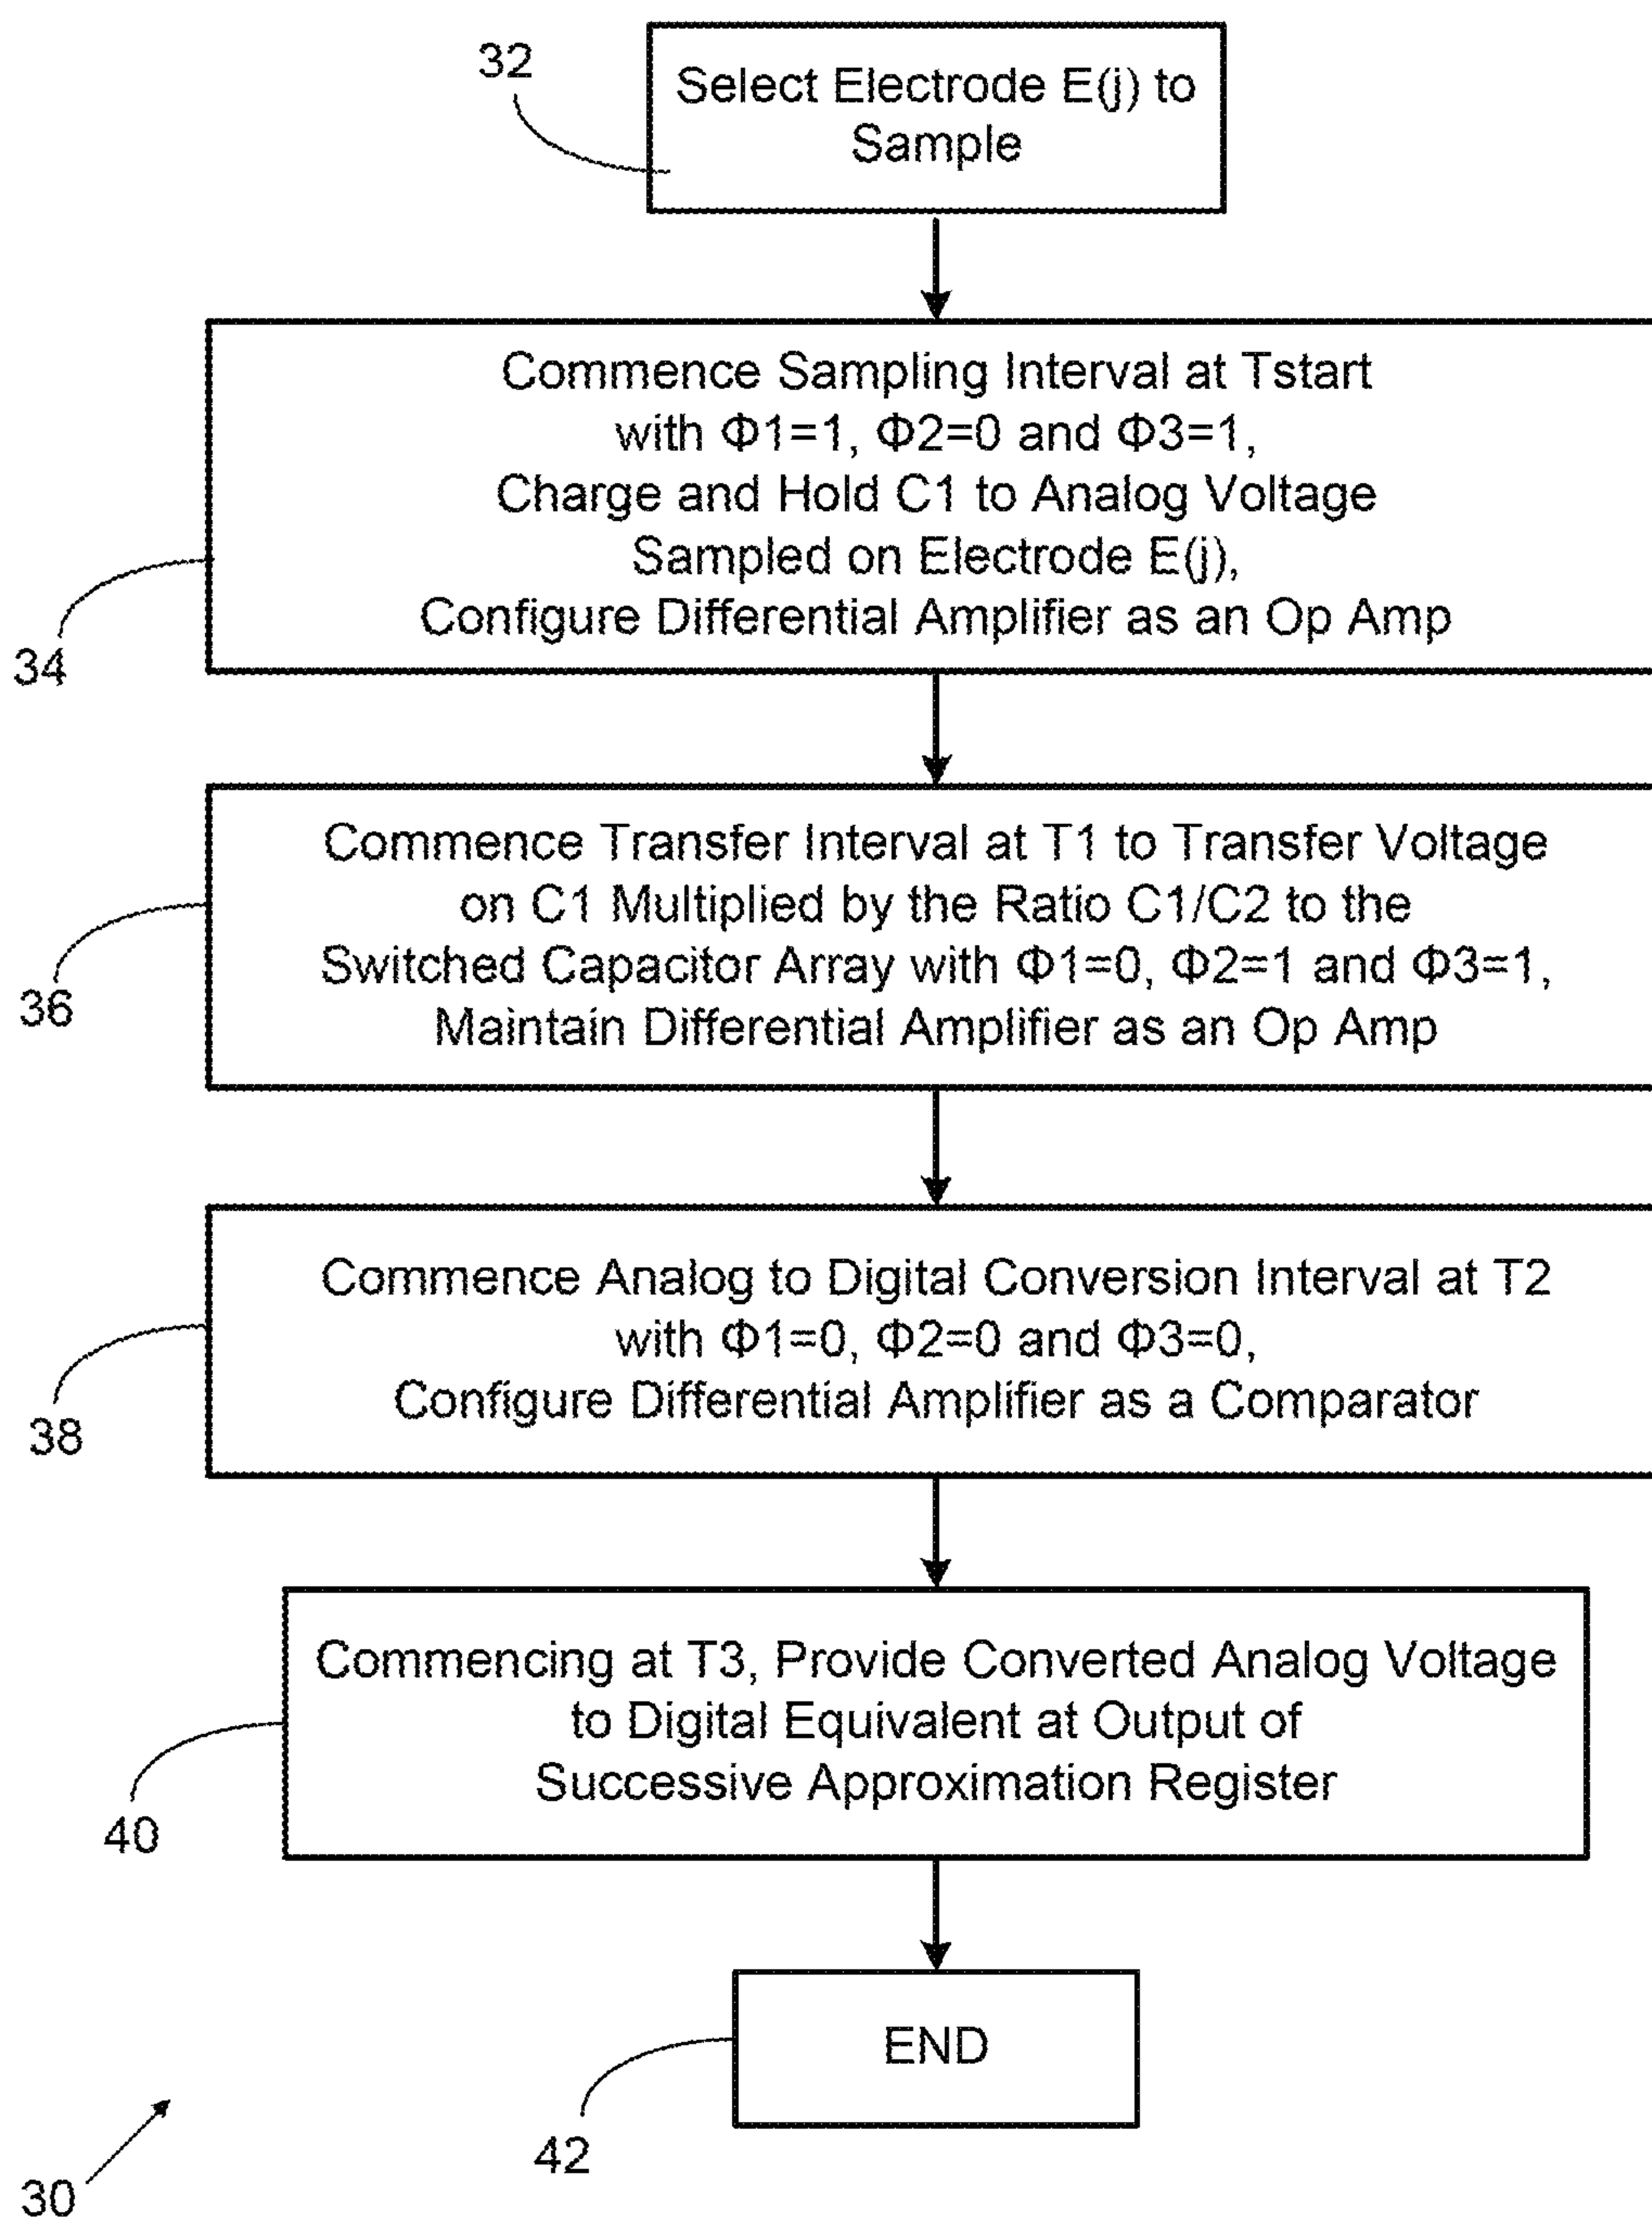 32
Select Electrode E(j) to
Sample
Commence Sampling Interval at Tstart
with Φ1=1, Φ2=0 and Φ3=1,
Charge and Hold C1 to Analog Voltage
Sampled on Electrode E(j),
Configure Differential Amplifier as an Op Amp
34
Commence Transfer Interval at T1 to Transfer Voltage
on C1 Multiplied by the Ratio C1/C2 to the
Switched Capacitor Array with Φ1=0, Φ2=1 and Φ3=1,
Maintain Differential Amplifier as an Op Amp
36
Commence Analog to Digital Conversion Interval at T2
with Φ1=0, Φ2=0 and Φ3=0,
Configure Differential Amplifier as a Comparator
38
Commencing at T3, Provide Converted Analog Voltage
to Digital Equivalent at Output of
Successive Approximation Register
40
END
42
30